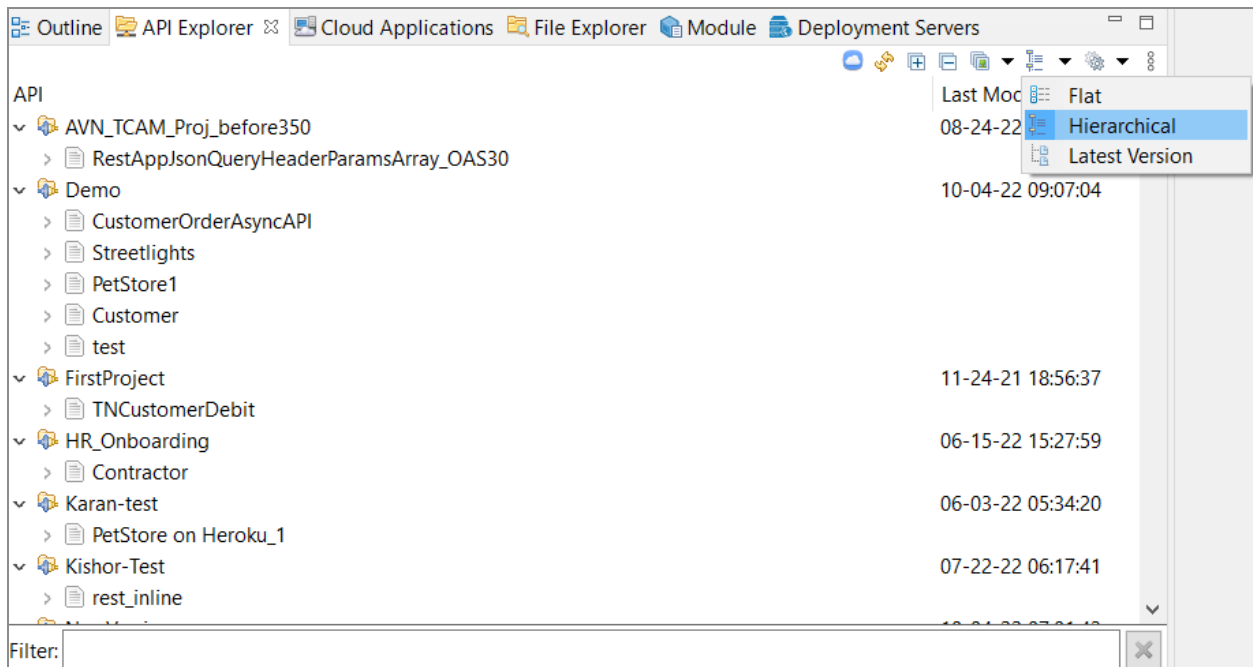 Outline API Explorer Cloud Applications File Explorer Module Deployment Servers
API Last Mod
Flat
AVN_TCAM_Proj_before350 08-24-22
Hierarchical
RestAppJsonQueryHeaderParamsArray_OAS30
Latest Version
Demo 10-04-22 09:07:04
CustomerOrderAsyncAPI
Streetlights
PetStore1
Customer
test
FirstProject 11-24-21 18:56:37
TNCustomerDebit
HR_Onboarding 06-15-22 15:27:59
Contractor
Karan-test 06-03-22 05:34:20
PetStore on Heroku_1
Kishor-Test 07-22-22 06:17:41
rest_inline
Filter: